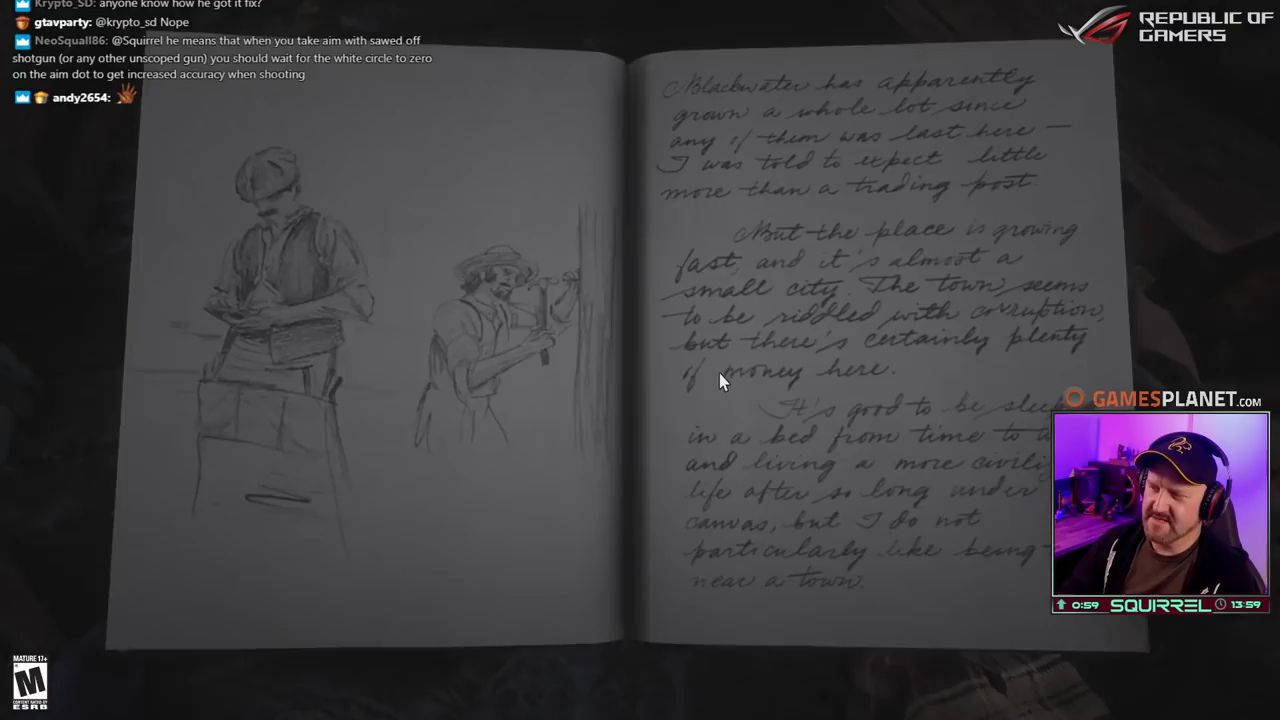 Krypto_SD: anyone know how he got it fix?
gtavparty: @krypto_sd Nope
NeoSquall86: @Squirrel he means that when you take aim with sawed off
shotgun (or any other unscoped gun) you should wait for the white circle to zero
on the aim dot to get increased accuracy when shooting
andy2654:
REPUBLIC OF
GAMERS
Blackwater has apparently
grown a whole lot since
any of them was last here —
I was told to expect little
more than a trading post.
But the place is growing
fast, and it's almost a
small city. The town seems
to be riddled with corruption,
but there's certainly plenty
of money here.
It's good to be
in a bed from time to
and living a more
life after so long under
canvas, but I do not
particularly like being
near a town.
GAMESPLANET.COM
0:59 SQUIRREL 13:59
MATURE 17+
M
ESRB